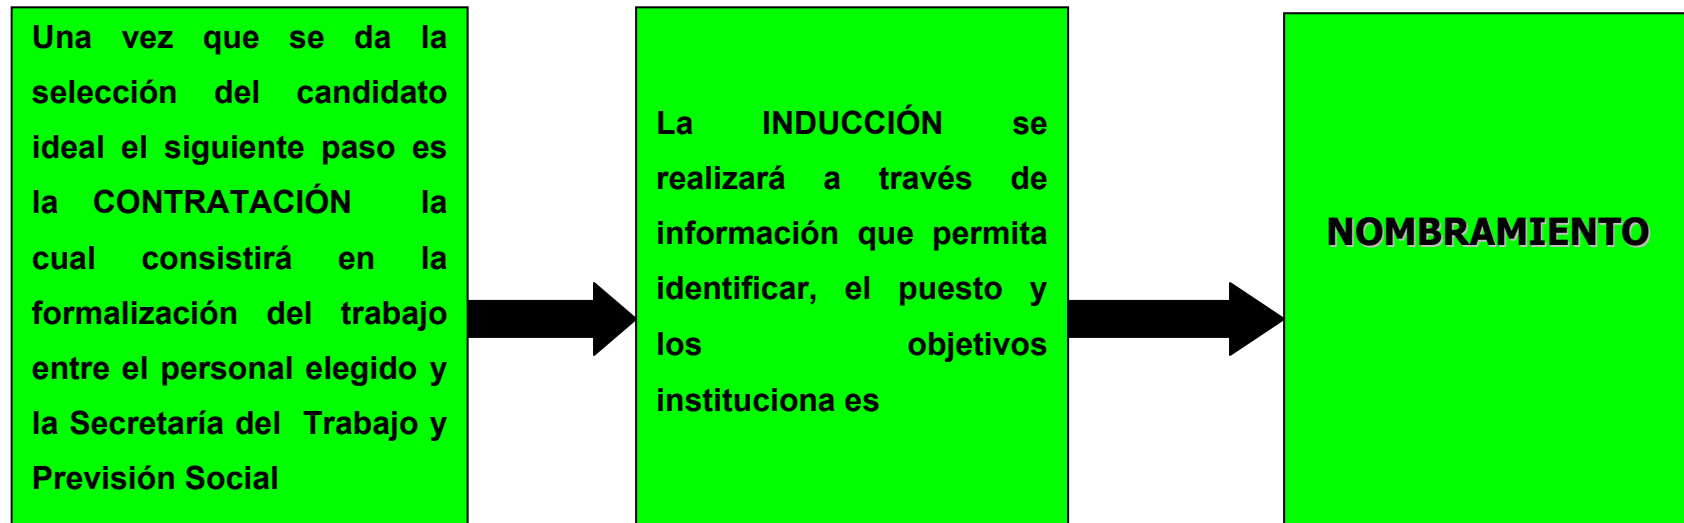 Una vez que se da la
selección del candidato
ideal el siguiente paso es
la CONTRATACIÓN la
cual consistirá en la
formalización del trabajo
entre el personal elegido y
la Secretaría del Trabajo y
Previsión Social
La INDUCCIÓN se
realizará a través de
información que permita
identificar, el puesto y
los objetivos
instituciona es
NOMBRAMIENTO